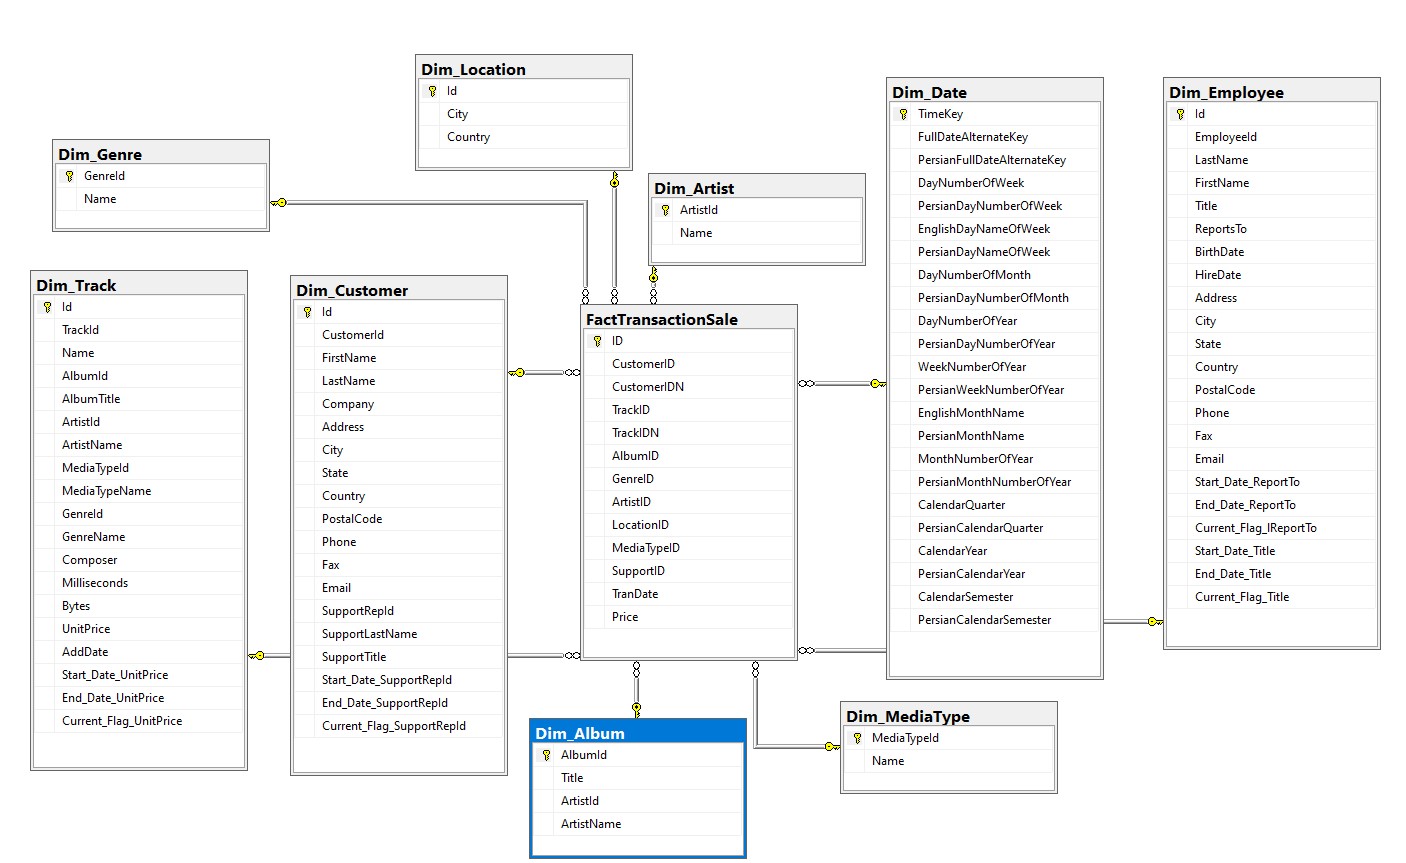 Dim_Location
Id
City
Country
Dim_Genre
GenreId
Name
Dim_Artist
ArtistId
Name
Dim_Date
TimeKey
FullDateAlternateKey
PersianFullDateAlternateKey
DayNumberOfWeek
PersianDayNumberOfWeek
EnglishDayNameOfWeek
PersianDayNameOfWeek
DayNumberOfMonth
PersianDayNumberOfMonth
DayNumberOfYear
PersianDayNumberOfYear
WeekNumberOfYear
PersianWeekNumberOfYear
EnglishMonthName
PersianMonthName
MonthNumberOfYear
PersianMonthNumberOfYear
CalendarQuarter
PersianCalendarQuarter
CalendarYear
PersianCalendarYear
CalendarSemester
PersianCalendarSemester
Dim_Employee
Id
EmployeeId
LastName
FirstName
Title
ReportsTo
BirthDate
HireDate
Address
City
State
Country
PostalCode
Phone
Fax
Email
Start_Date_ReportTo
End_Date_ReportTo
Current_Flag_lReportTo
Start_Date_Title
End_Date_Title
Current_Flag_Title
Dim_Track
Id
TrackId
Name
AlbumId
AlbumTitle
ArtistId
ArtistName
MediaTypeId
MediaTypeName
GenreId
GenreName
Composer
Milliseconds
Bytes
UnitPrice
AddDate
Start_Date_UnitPrice
End_Date_UnitPrice
Current_Flag_UnitPrice
Dim_Customer
Id
CustomerId
FirstName
LastName
Company
Address
City
State
Country
PostalCode
Phone
Fax
Email
SupportRepId
SupportLastName
SupportTitle
Start_Date_SupportRepId
End_Date_SupportRepId
Current_Flag_SupportRepId
FactTransactionSale
ID
CustomerID
CustomerIDN
TrackID
TrackIDN
AlbumID
GenreID
ArtistID
LocationID
MediaTypeID
SupportID
TranDate
Price
Dim_Album
AlbumId
Title
ArtistId
ArtistName
Dim_MediaType
MediaTypeId
Name